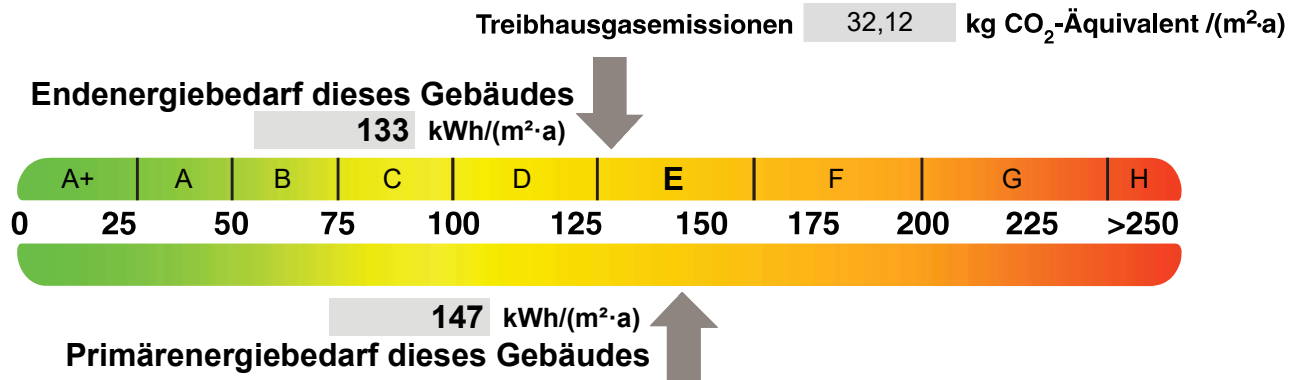 Treibhausgasemissionen 32,12 kg CO₂-Äquivalent /(m²·a)
Endenergiebedarf dieses Gebäudes
133 kWh/(m²·a)
A+ A B C D E F G H
0 25 50 75 100 125 150 175 200 225 >250
147 kWh/(m²·a)
Primärenergiebedarf dieses Gebäudes